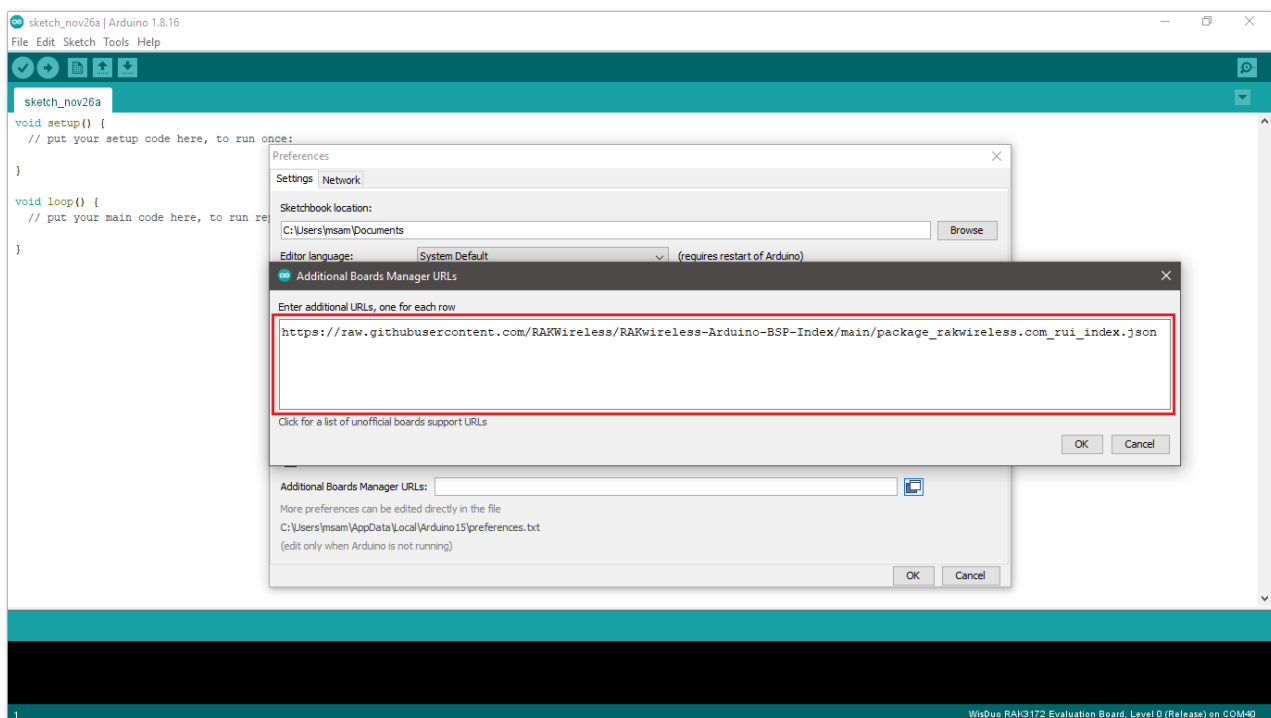 sketch_nov26a | Arduino 1.8.16
File Edit Sketch Tools Help
sketch_nov26a
void setup() {
// put your setup code here, to run once:
}
void loop() {
// put your main code here, to run re
}
Preferences
Settings Network
Sketchbook location:
C:\Users\msam\Documents Browse
Editor language: System Default (requires restart of Arduino)
Additional Boards Manager URLs
Enter additional URLs, one for each row
https://raw.githubusercontent.com/RAKWireless/RAKwireless-Arduino-BSP-Index/main/package_rakwireless.com_rui_index.json
Click for a list of unofficial boards support URLs
OK Cancel
Additional Boards Manager URLs:
More preferences can be edited directly in the file
C:\Users\msam\AppData\Local\Arduino15\preferences.txt
(edit only when Arduino is not running)
OK Cancel
1 WisDuo RAK3172 Evaluation Board, Level 0 (Release) on COM40